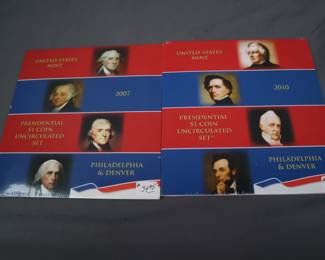 UNITED STATES
MINT
2007
PRESIDENTIAL
$1 COIN
UNCIRCULATED
SET
PHILADELPHIA
& DENVER
UNITED STATES
MINT
2010
PRESIDENTIAL
$1 COIN
UNCIRCULATED
SET™
PHILADELPHIA
& DENVER